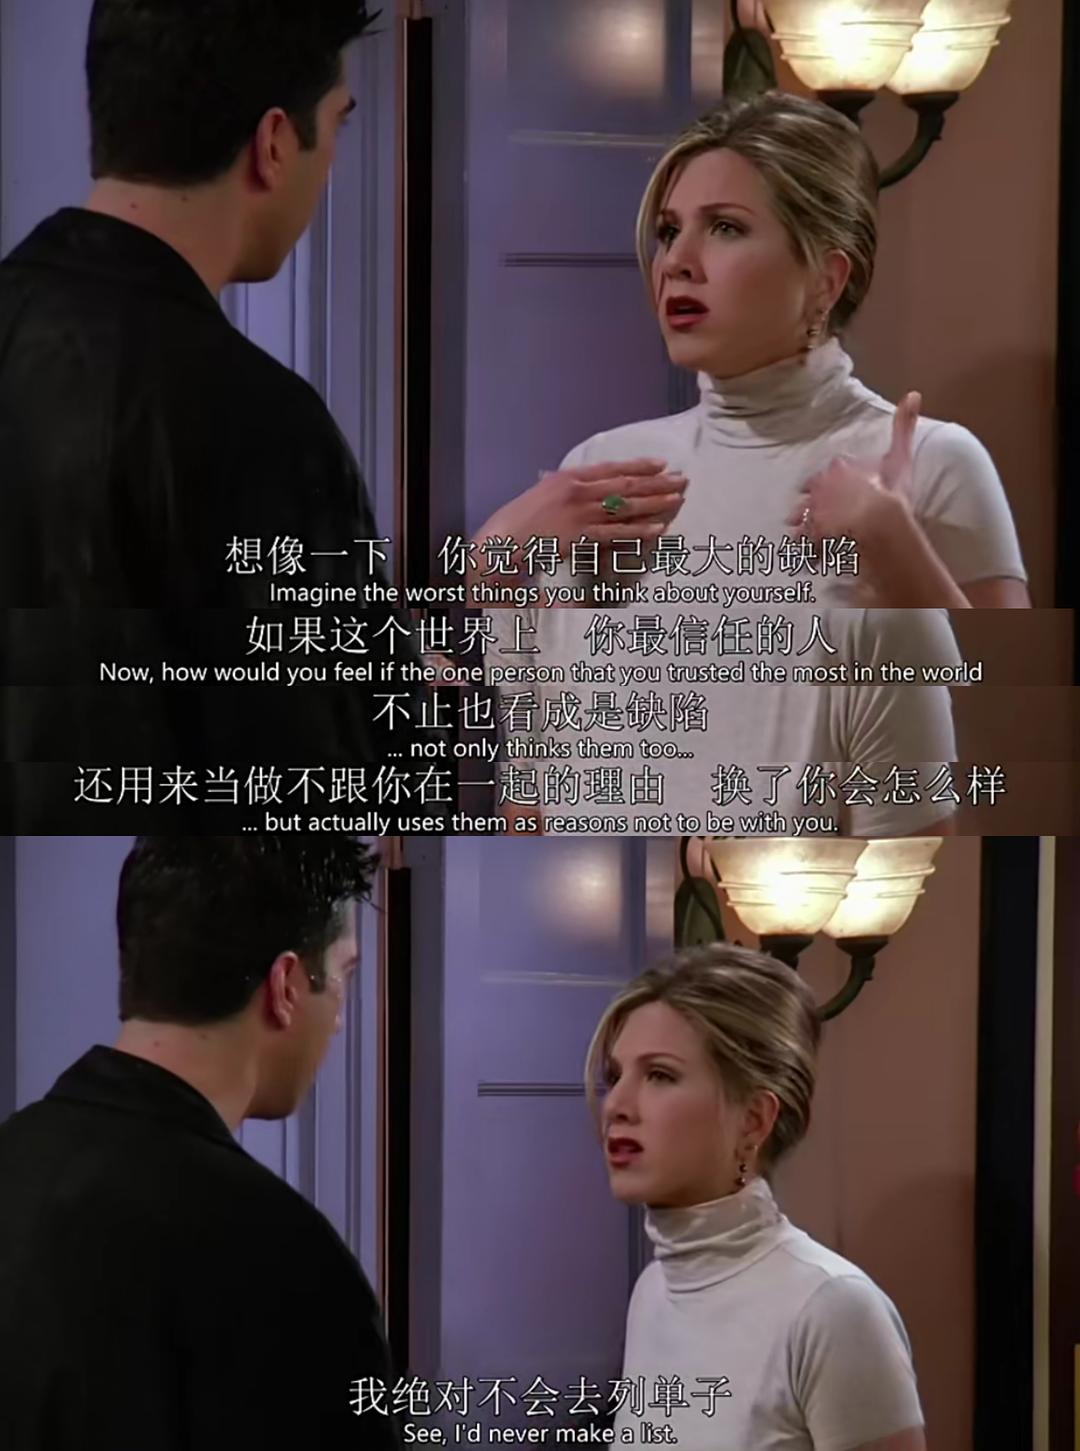 想像一下 你觉得自己最大的缺陷
Imagine the worst things you think about yourself.
如果这个世界上 你最信任的人
Now, how would you feel if the one person that you trusted the most in the world
不止也看成是缺陷
... not only thinks them too...
还用来当做不跟你在一起的理由 换了你会怎么样
... but actually uses them as reasons not to be with you.
我绝对不会去列单子
See, I'd never make a list.